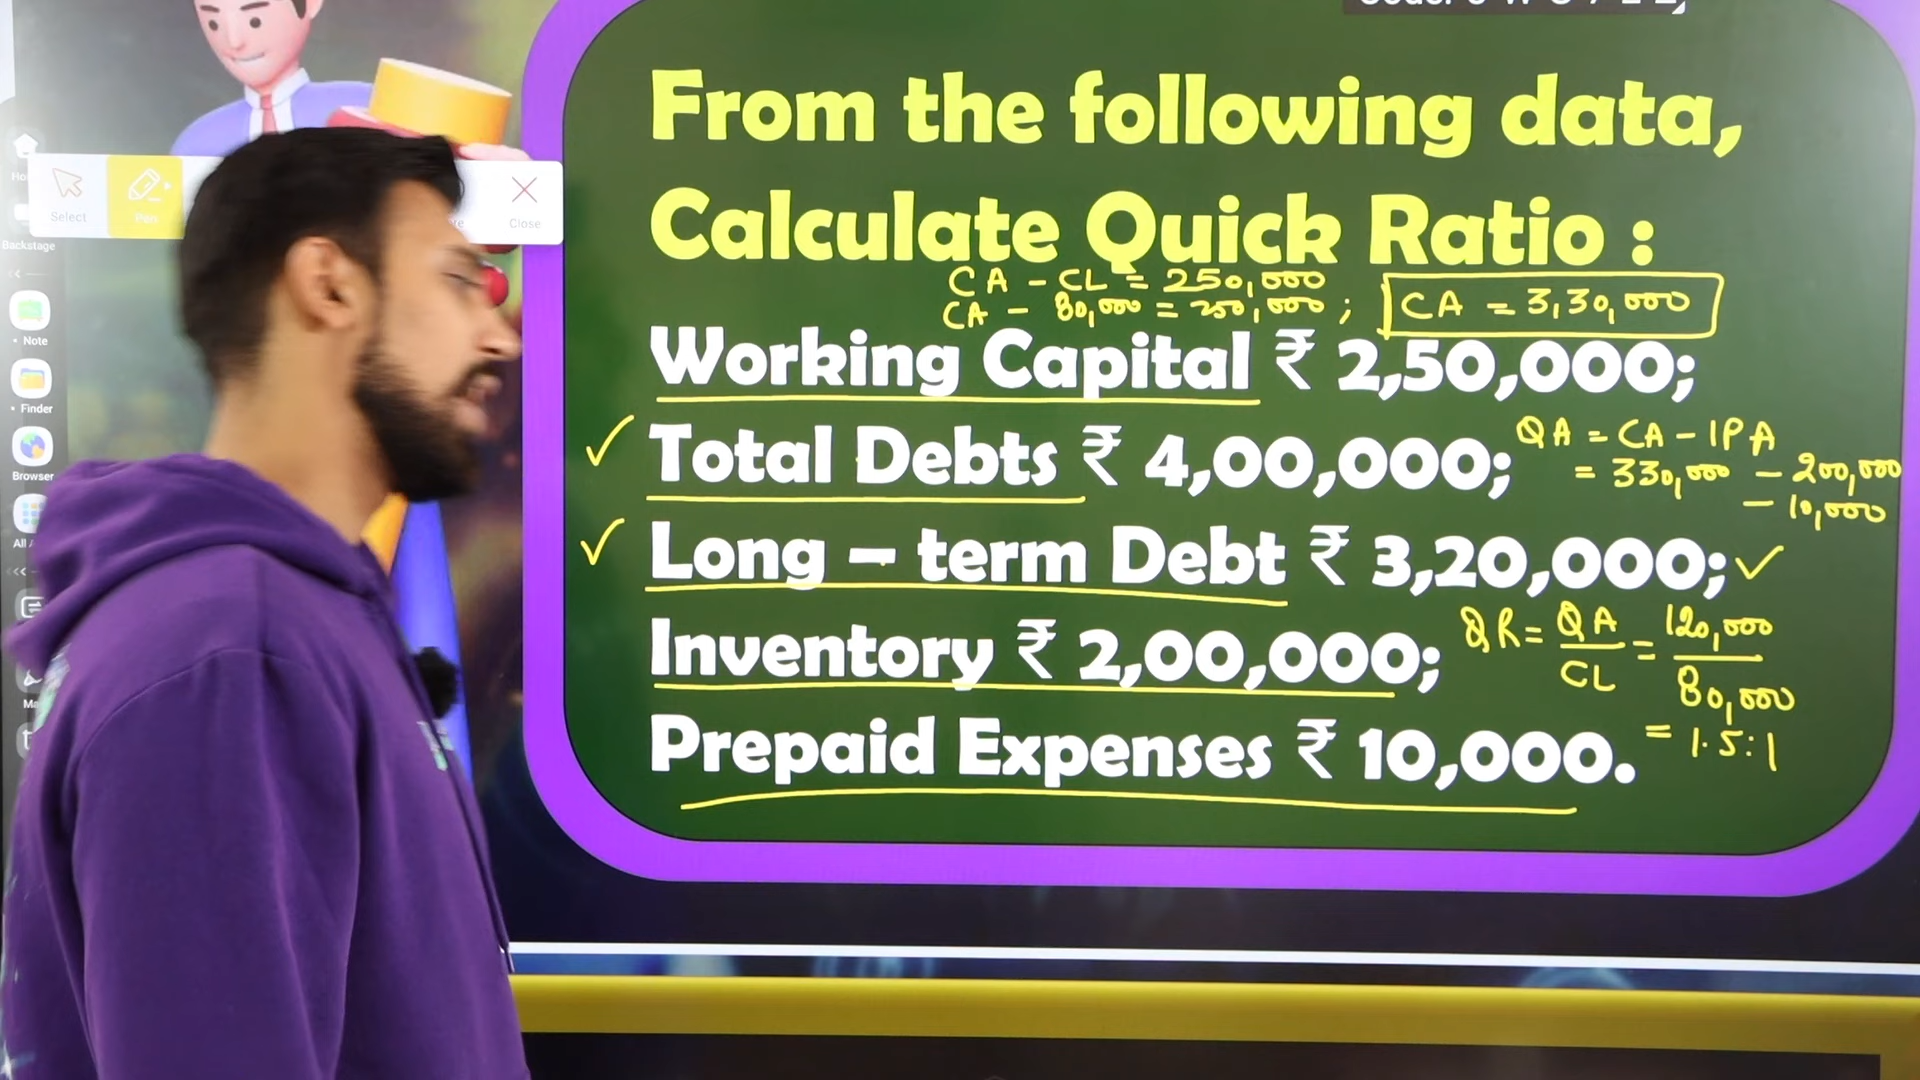 From the following data,
Calculate Quick Ratio :
CA - CL = 250,000
CA - 80,000 = 250,000 ; CA = 3,30,000
Working Capital ₹ 2,50,000;
Total Debts ₹ 4,00,000;
QA = CA - IPA
= 330,000 - 200,000
- 10,000
Long – term Debt ₹ 3,20,000;
Inventory ₹ 2,00,000;
QR = QA / CL = 120,000 / 80,000
= 1.5:1
Prepaid Expenses ₹ 10,000.
Select
Pen
Close
Backstage
Note
Finder
Browser